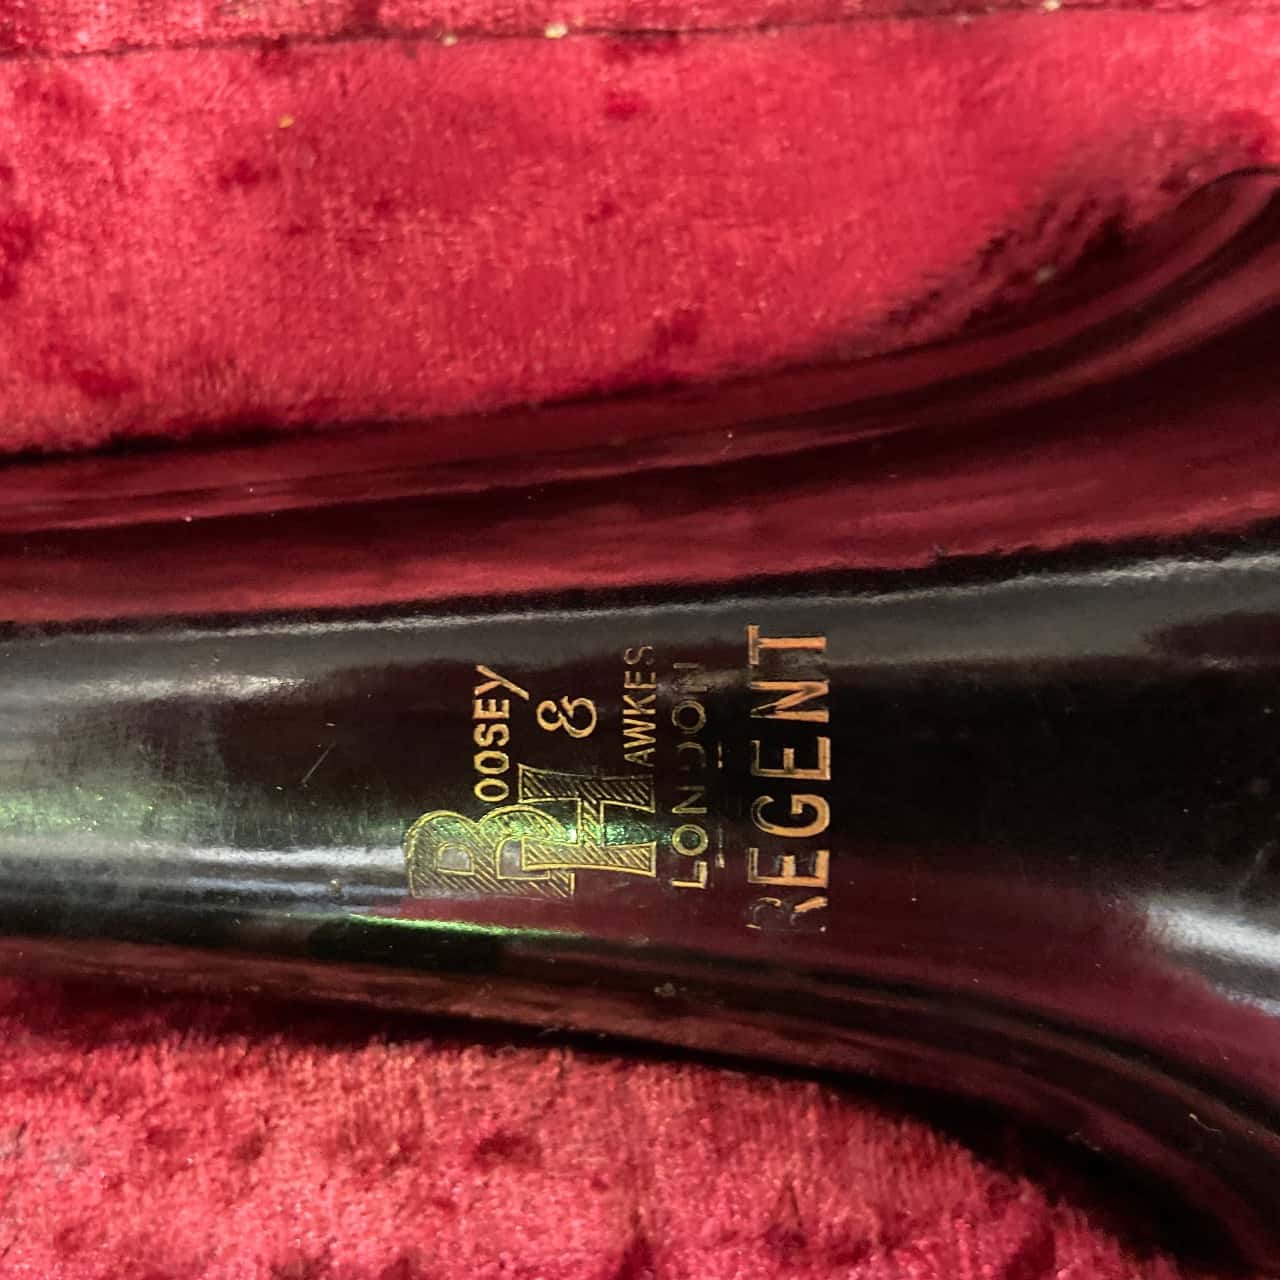 BOOSEY
&
HAWKES
LONDON
REGENT